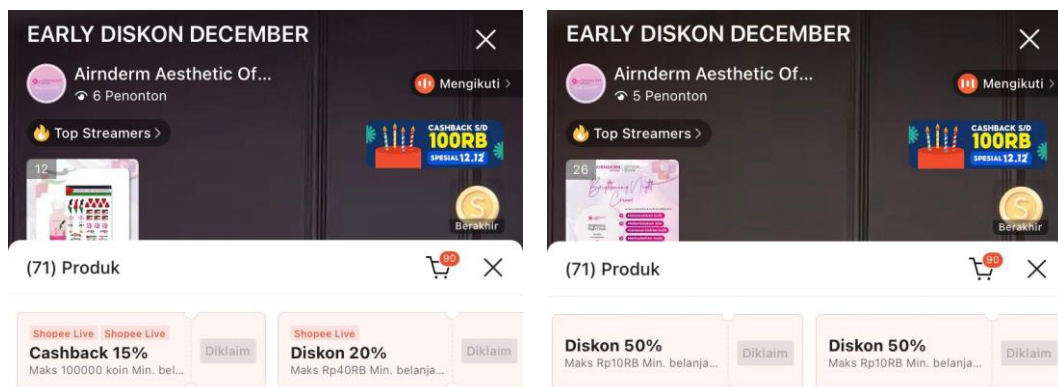 EARLY DISKON DECEMBER
Airnderm Aesthetic Of...
6 Penonton
Mengikuti >
Top Streamers >
CASHBACK S/D
100RB
SPESIAL 12.12
12
S
Berakhir
(71) Produk
90
Shopee Live Shopee Live
Cashback 15%
Maks 100000 koin Min. bel...
Diklaim
Shopee Live
Diskon 20%
Maks Rp40RB Min. belanja...
Diklaim
EARLY DISKON DECEMBER
Airnderm Aesthetic Of...
5 Penonton
Mengikuti >
Top Streamers >
CASHBACK S/D
100RB
SPESIAL 12.12
26
Brightening Night
Cream
S
Berakhir
(71) Produk
90
Diskon 50%
Maks Rp10RB Min. belanja...
Diklaim
Diskon 50%
Maks Rp10RB Min. belanja...
Diklaim